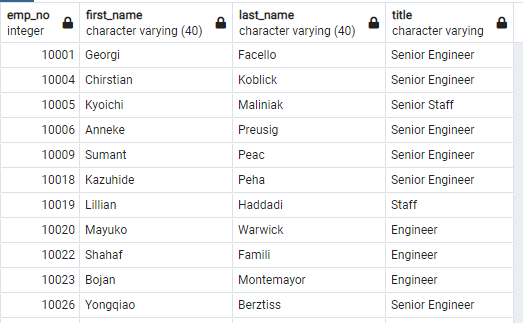 emp_no first_name last_name title
integer character varying (40) character varying (40) character varying
10001 Georgi Facello Senior Engineer
10004 Chirstian Koblick Senior Engineer
10005 Kyoichi Maliniak Senior Staff
10006 Anneke Preusig Senior Engineer
10009 Sumant Peac Senior Engineer
10018 Kazuhide Peha Senior Engineer
10019 Lillian Haddadi Staff
10020 Mayuko Warwick Engineer
10022 Shahaf Famili Engineer
10023 Bojan Montemayor Engineer
10026 Yongqiao Berztiss Senior Engineer